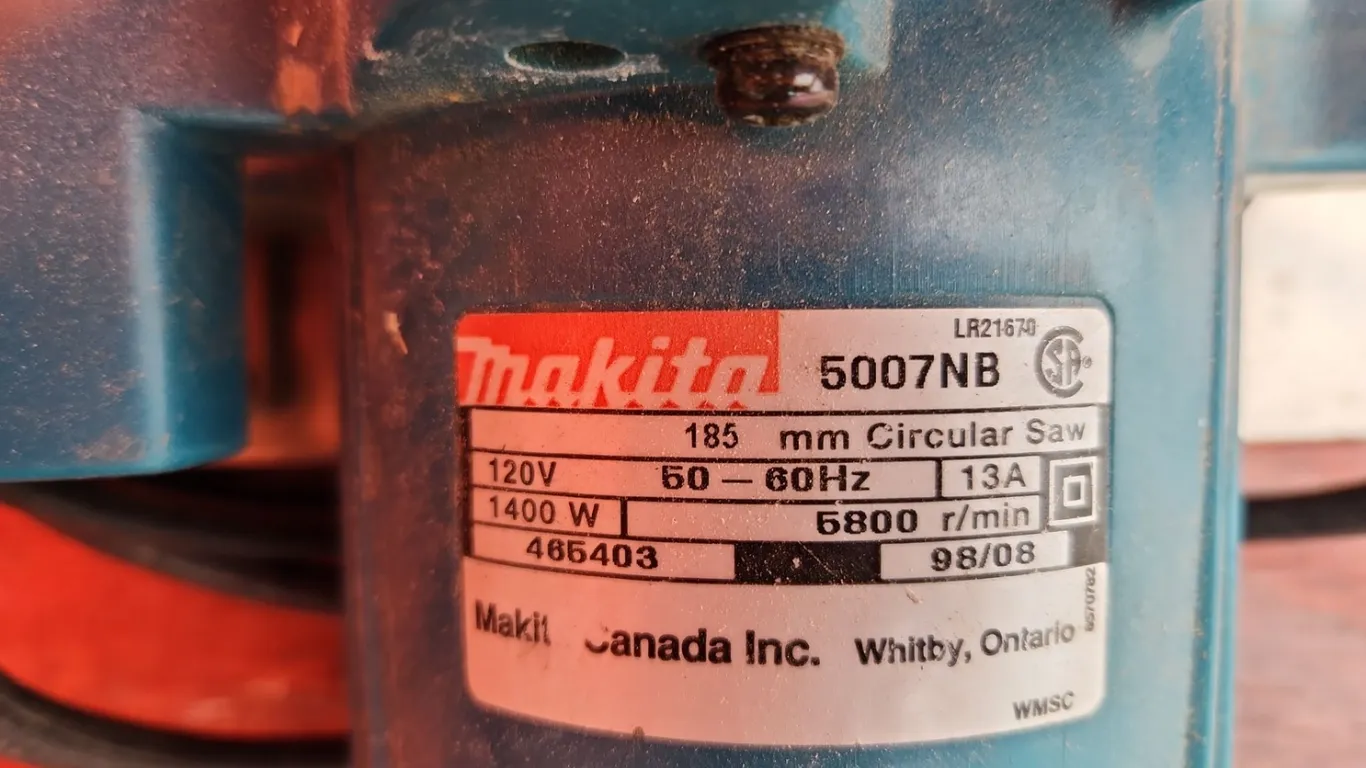 LR21670
makita 5007NB
185 mm Circular Saw
120V 50 – 60Hz 13A
1400 W 5800 r/min
465403 98/08
Canada Inc. Whitby, Ontario
WMSC